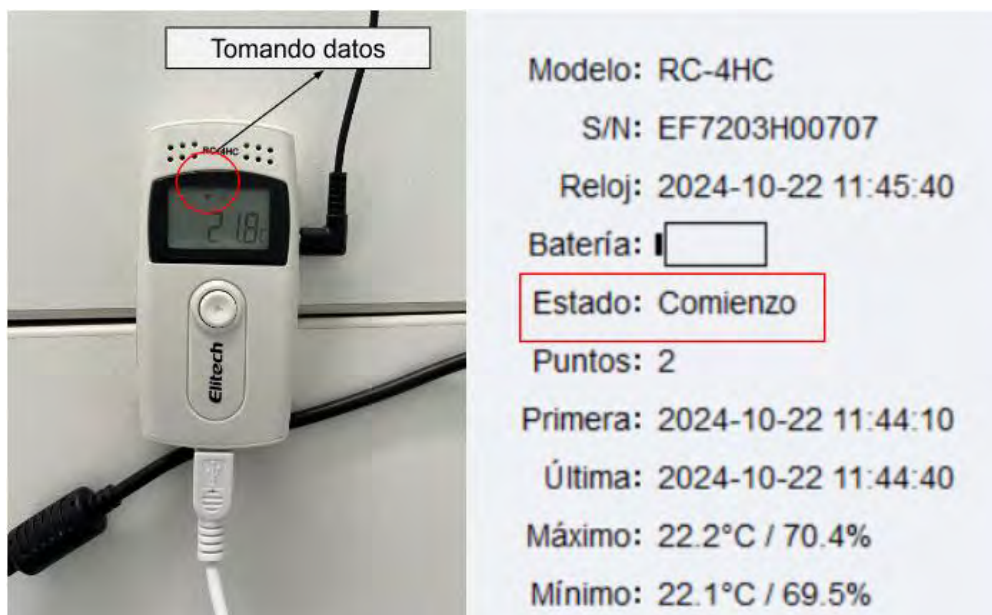 Tomando datos
RC-4HC
21.8°C
Elitech
Modelo: RC-4HC
S/N: EF7203H00707
Reloj: 2024-10-22 11:45:40
Batería:
Estado: Comienzo
Puntos: 2
Primera: 2024-10-22 11:44:10
Última: 2024-10-22 11:44:40
Máximo: 22.2°C / 70.4%
Mínimo: 22.1°C / 69.5%